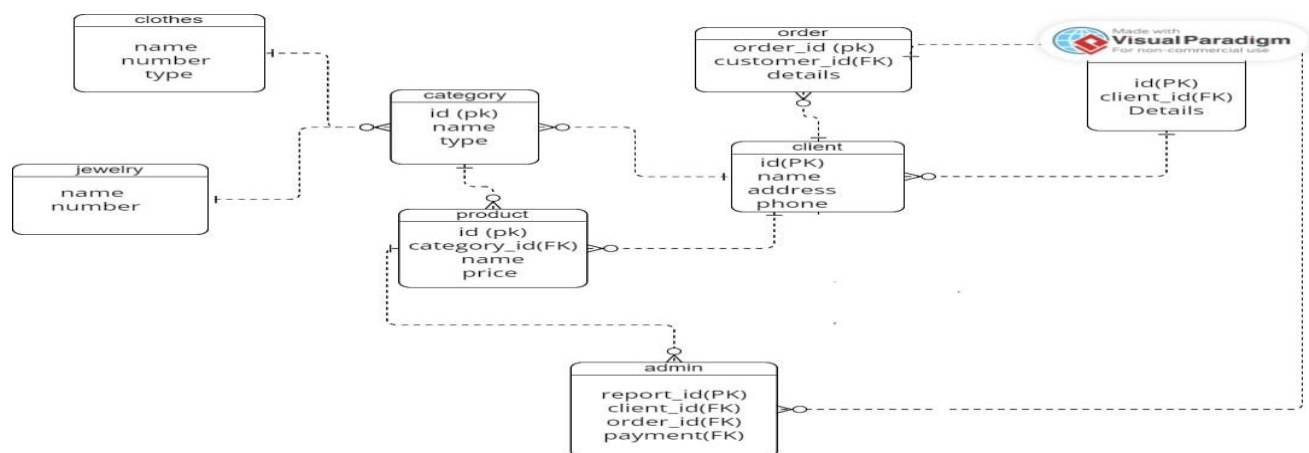 clothes
name
number
type
jewelry
name
number
category
id (pk)
name
type
product
id (pk)
category_id(FK)
name
price
order
order_id (pk)
customer_id(FK)
details
client
id(PK)
name
address
phone
Made with
Visual Paradigm
For non-commercial use
id(PK)
client_id(FK)
Details
admin
report_id(PK)
client_id(FK)
order_id(FK)
payment(FK)